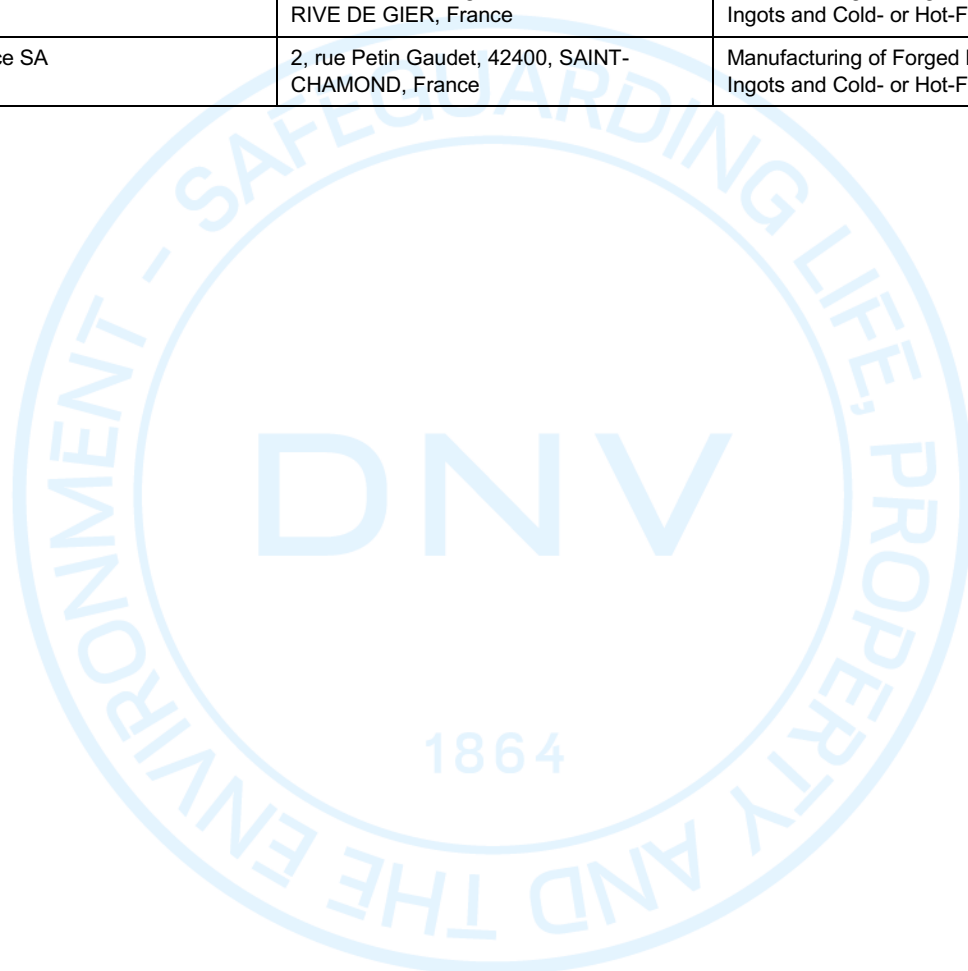 RIVE DE GIER, France
Ingots and Cold- or Hot-F
ce SA
2, rue Petin Gaudet, 42400, SAINT-
CHAMOND, France
Manufacturing of Forged
Ingots and Cold- or Hot-F
SAFEGUARDING LIFE, PROPERTY AND THE ENVIRONMENT -
DNV
1864